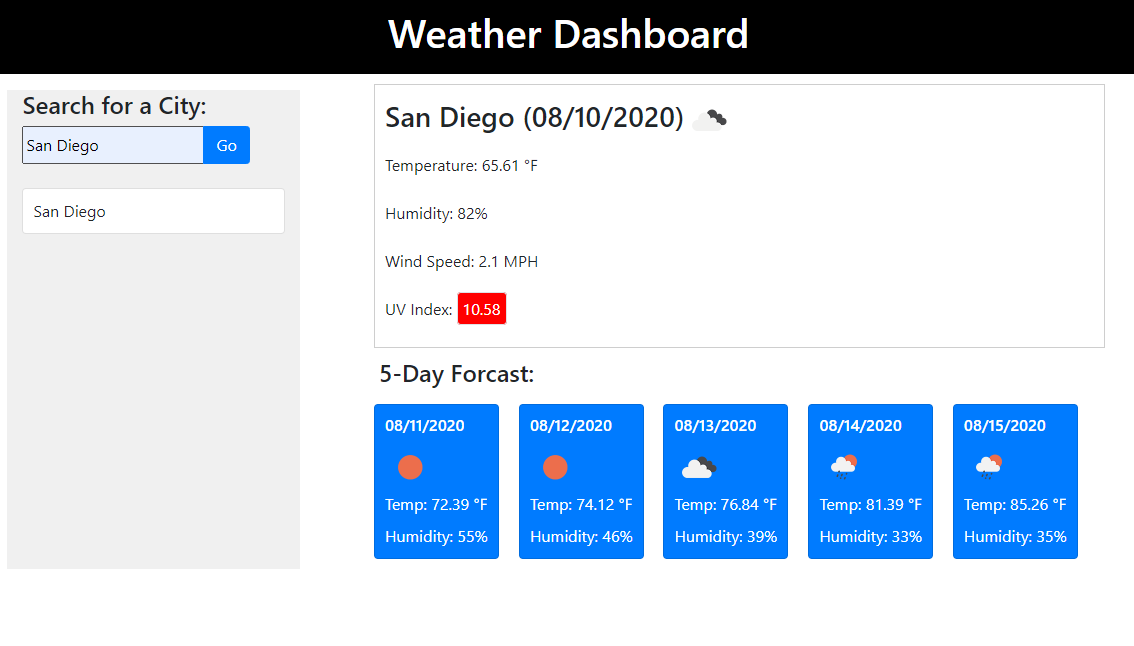 Weather Dashboard
Search for a City:
San Diego
Go
San Diego
San Diego (08/10/2020)
Temperature: 65.61 °F
Humidity: 82%
Wind Speed: 2.1 MPH
UV Index: 10.58
5-Day Forcast:
08/11/2020
Temp: 72.39 °F
Humidity: 55%
08/12/2020
Temp: 74.12 °F
Humidity: 46%
08/13/2020
Temp: 76.84 °F
Humidity: 39%
08/14/2020
Temp: 81.39 °F
Humidity: 33%
08/15/2020
Temp: 85.26 °F
Humidity: 35%